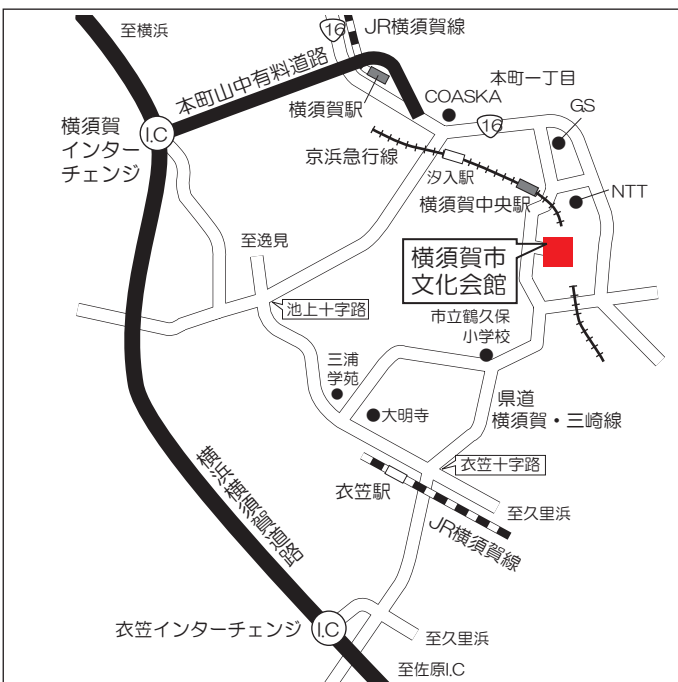 至横浜
16
JR横須賀線
本町山中有料道路
横須賀駅
本町一丁目
COASKA
GS
16
横須賀
インター
チェンジ
I.C
京浜急行線
汐入駅
横須賀中央駅
NTT
至逸見
横須賀市
文化会館
池上十字路
市立鶴久保
小学校
三浦
学苑
大明寺
県道
横須賀・三崎線
衣笠十字路
衣笠駅
至久里浜
JR横須賀線
横浜横須賀道路
衣笠インターチェンジ
I.C
至久里浜
至佐原I.C